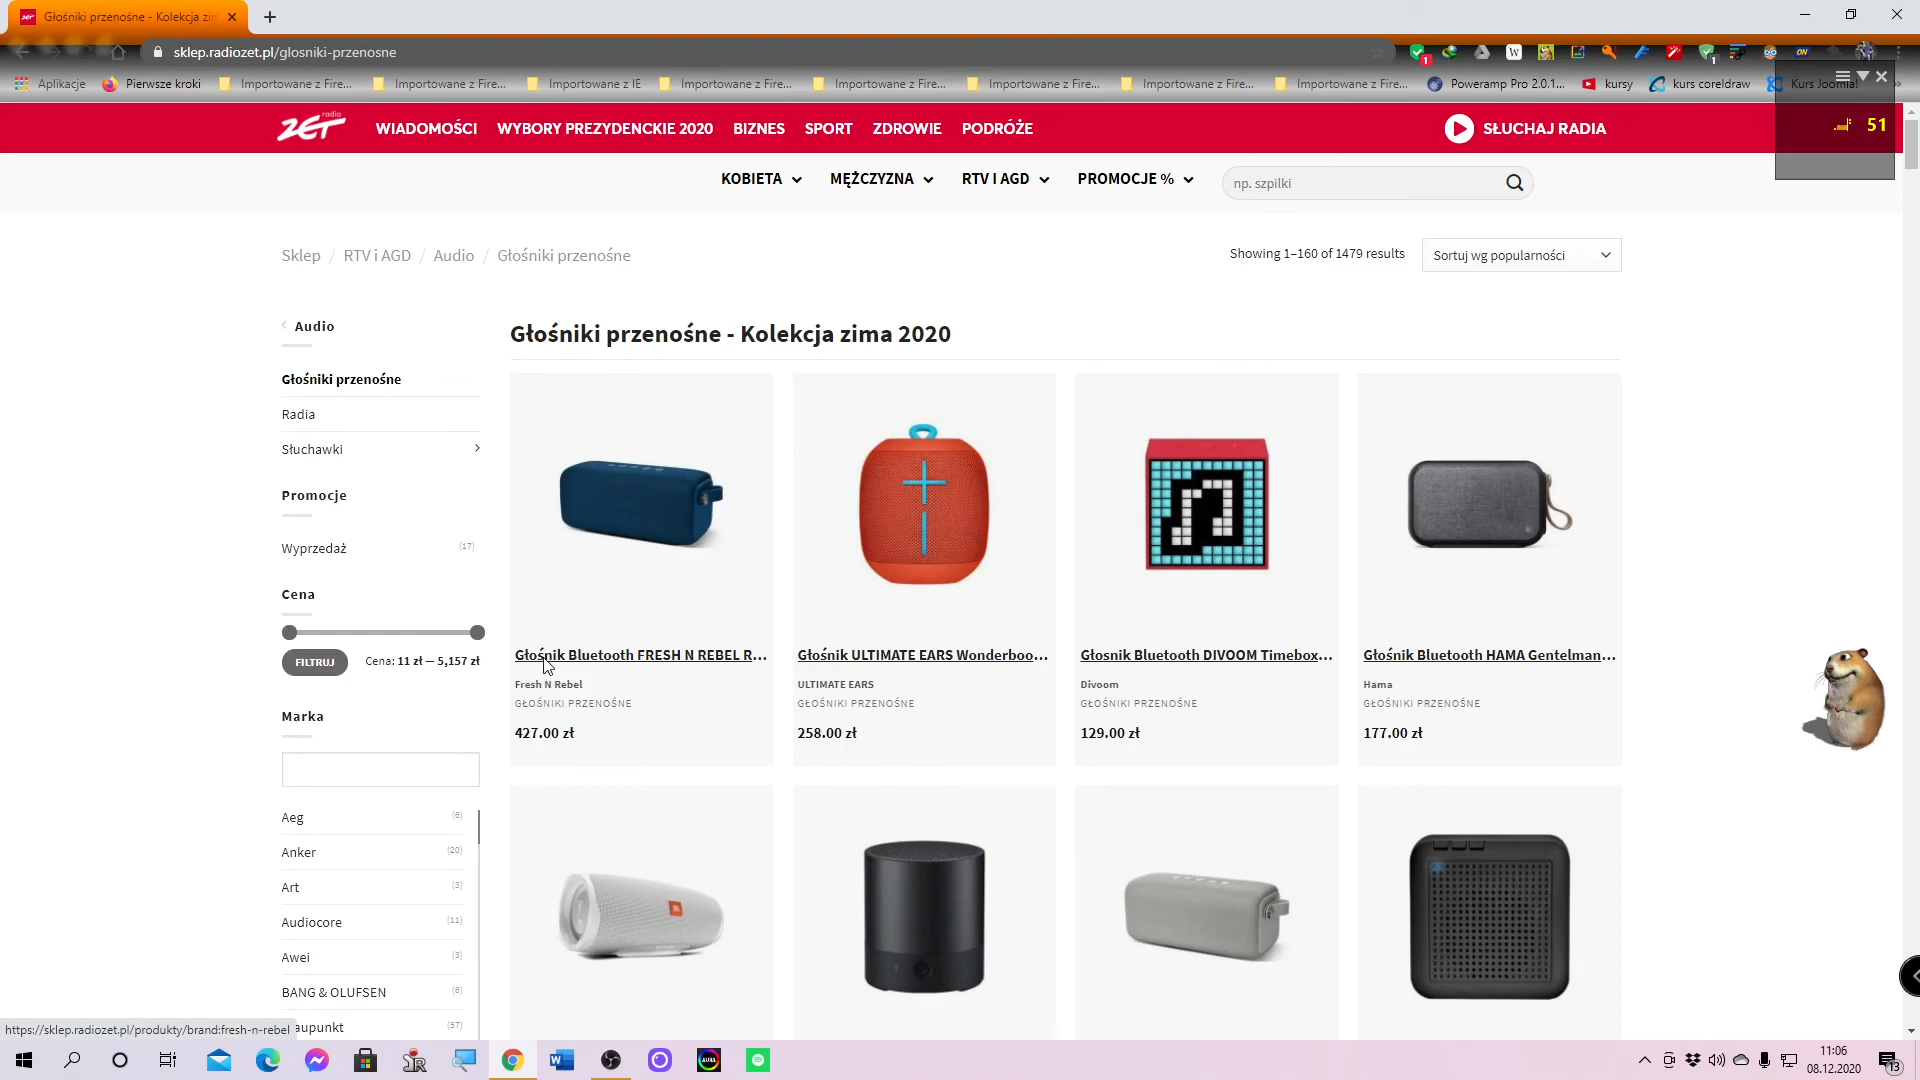 Głośniki przenośne - Kolekcja zim
sklep.radiozet.pl/glosniki-przenosne
Aplikacje
Pierwsze kroki
Importowane z Fire...
Importowane z Fire...
Importowane z IE
Importowane z Fire...
Importowane z Fire...
Importowane z Fire...
Importowane z Fire...
Importowane z Fire...
Poweramp Pro 2.0.1...
kursy
kurs coreldraw
Kurs Joomla!
51
radio
ZET
WIADOMOŚCI
WYBORY PREZYDENCKIE 2020
BIZNES
SPORT
ZDROWIE
PODRÓŻE
SŁUCHAJ RADIA
KOBIETA
MĘŻCZYZNA
RTV I AGD
PROMOCJE %
np. szpilki
Sklep / RTV i AGD / Audio / Głośniki przenośne
Showing 1–160 of 1479 results
Sortuj wg popularności
Audio
Głośniki przenośne
Radia
Słuchawki
Promocje
Wyprzedaż (17)
Cena
FILTRUJ
Cena: 11 zł — 5,157 zł
Marka
Aeg (6)
Anker (20)
Art (3)
Audiocore (11)
Awei (3)
BANG & OLUFSEN (6)
aupunkt (57)
Głośniki przenośne - Kolekcja zima 2020
Głośnik Bluetooth FRESH N REBEL R...
Fresh N Rebel
GŁOŚNIKI PRZENOŚNE
427.00 zł
Głośnik ULTIMATE EARS Wonderboo...
ULTIMATE EARS
GŁOŚNIKI PRZENOŚNE
258.00 zł
Głosnik Bluetooth DIVOOM Timebox...
Divoom
GŁOŚNIKI PRZENOŚNE
129.00 zł
Głośnik Bluetooth HAMA Gentelman...
Hama
GŁOŚNIKI PRZENOŚNE
177.00 zł
https://sklep.radiozet.pl/produkty/brand:fresh-n-rebel
11:06
08.12.2020
13